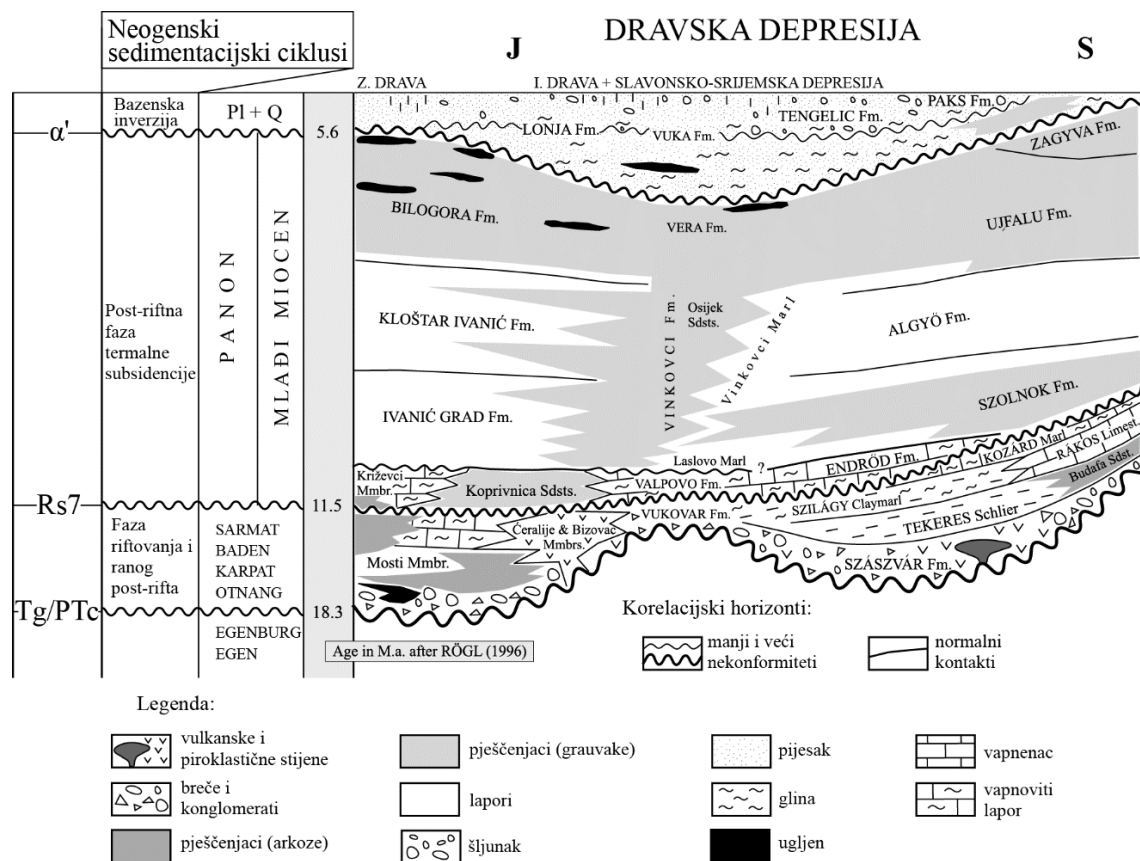 Neogenski
sedimentacijski ciklusi
DRAVSKA DEPRESIJA
J
S
Z. DRAVA
I. DRAVA + SLAVONSKO-SRIJEMSKA DEPRESIJA
Bazenska
inverzija
Pl + Q
α'
5.6
PAKS Fm.
TENGELIC Fm.
LONJA Fm.
VUKA Fm.
ZAGYVA Fm.
BILOGORA Fm.
VERA Fm.
UJFALU Fm.
Post-riftna
faza
termalne
subsidencije
PANON
MLAĐI MIOCEN
KLOŠTAR IVANIĆ Fm.
VINKOVCI Fm.
Osijek
Sdsts.
Vinkovci Marl
ALGYÖ Fm.
IVANIĆ GRAD Fm.
SZOLNOK Fm.
Laslovo Marl
?
ENDRÖD Fm.
KOZÁRD Marl
RÁKOS Limest.
Križevci
Mmbr.
Koprivnica Sdsts.
VALPOVO Fm.
Budafa Sdst.
Rs7
11.5
VUKOVAR Fm.
SZILÁGY Claymarl
Faza
riftovanja i
ranog
post-rifta
SARMAT
BADEN
KARPAT
OTNANG
Ćeralije & Bizovac
Mmbrs.
TEKERES Schlier
Mosti Mmbr.
SZÁSZVÁR Fm.
Tg/PTc
18.3
EGENBURG
EGEN
Age in M.a. after RÖGL (1996)
Korelacijski horizonti:
manji i veći
nekonformiteti
normalni
kontakti
Legenda:
vulkanske i
piroklastične stijene
pješčenjaci (grauvake)
pijesak
vapnenac
breče i
konglomerati
lapori
glina
vapnoviti
lapor
pješčenjaci (arkoze)
šljunak
ugljen